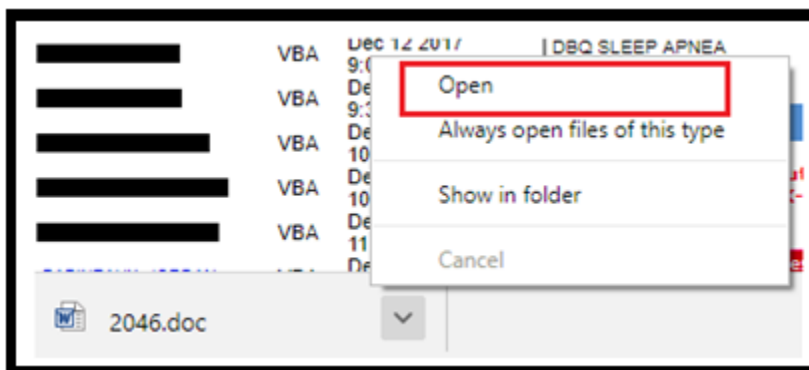 VBA Dec 12 2017 | DBQ SLEEP APNEA
VBA
VBA
VBA
VBA
Open
Always open files of this type
Show in folder
Cancel
2046.doc